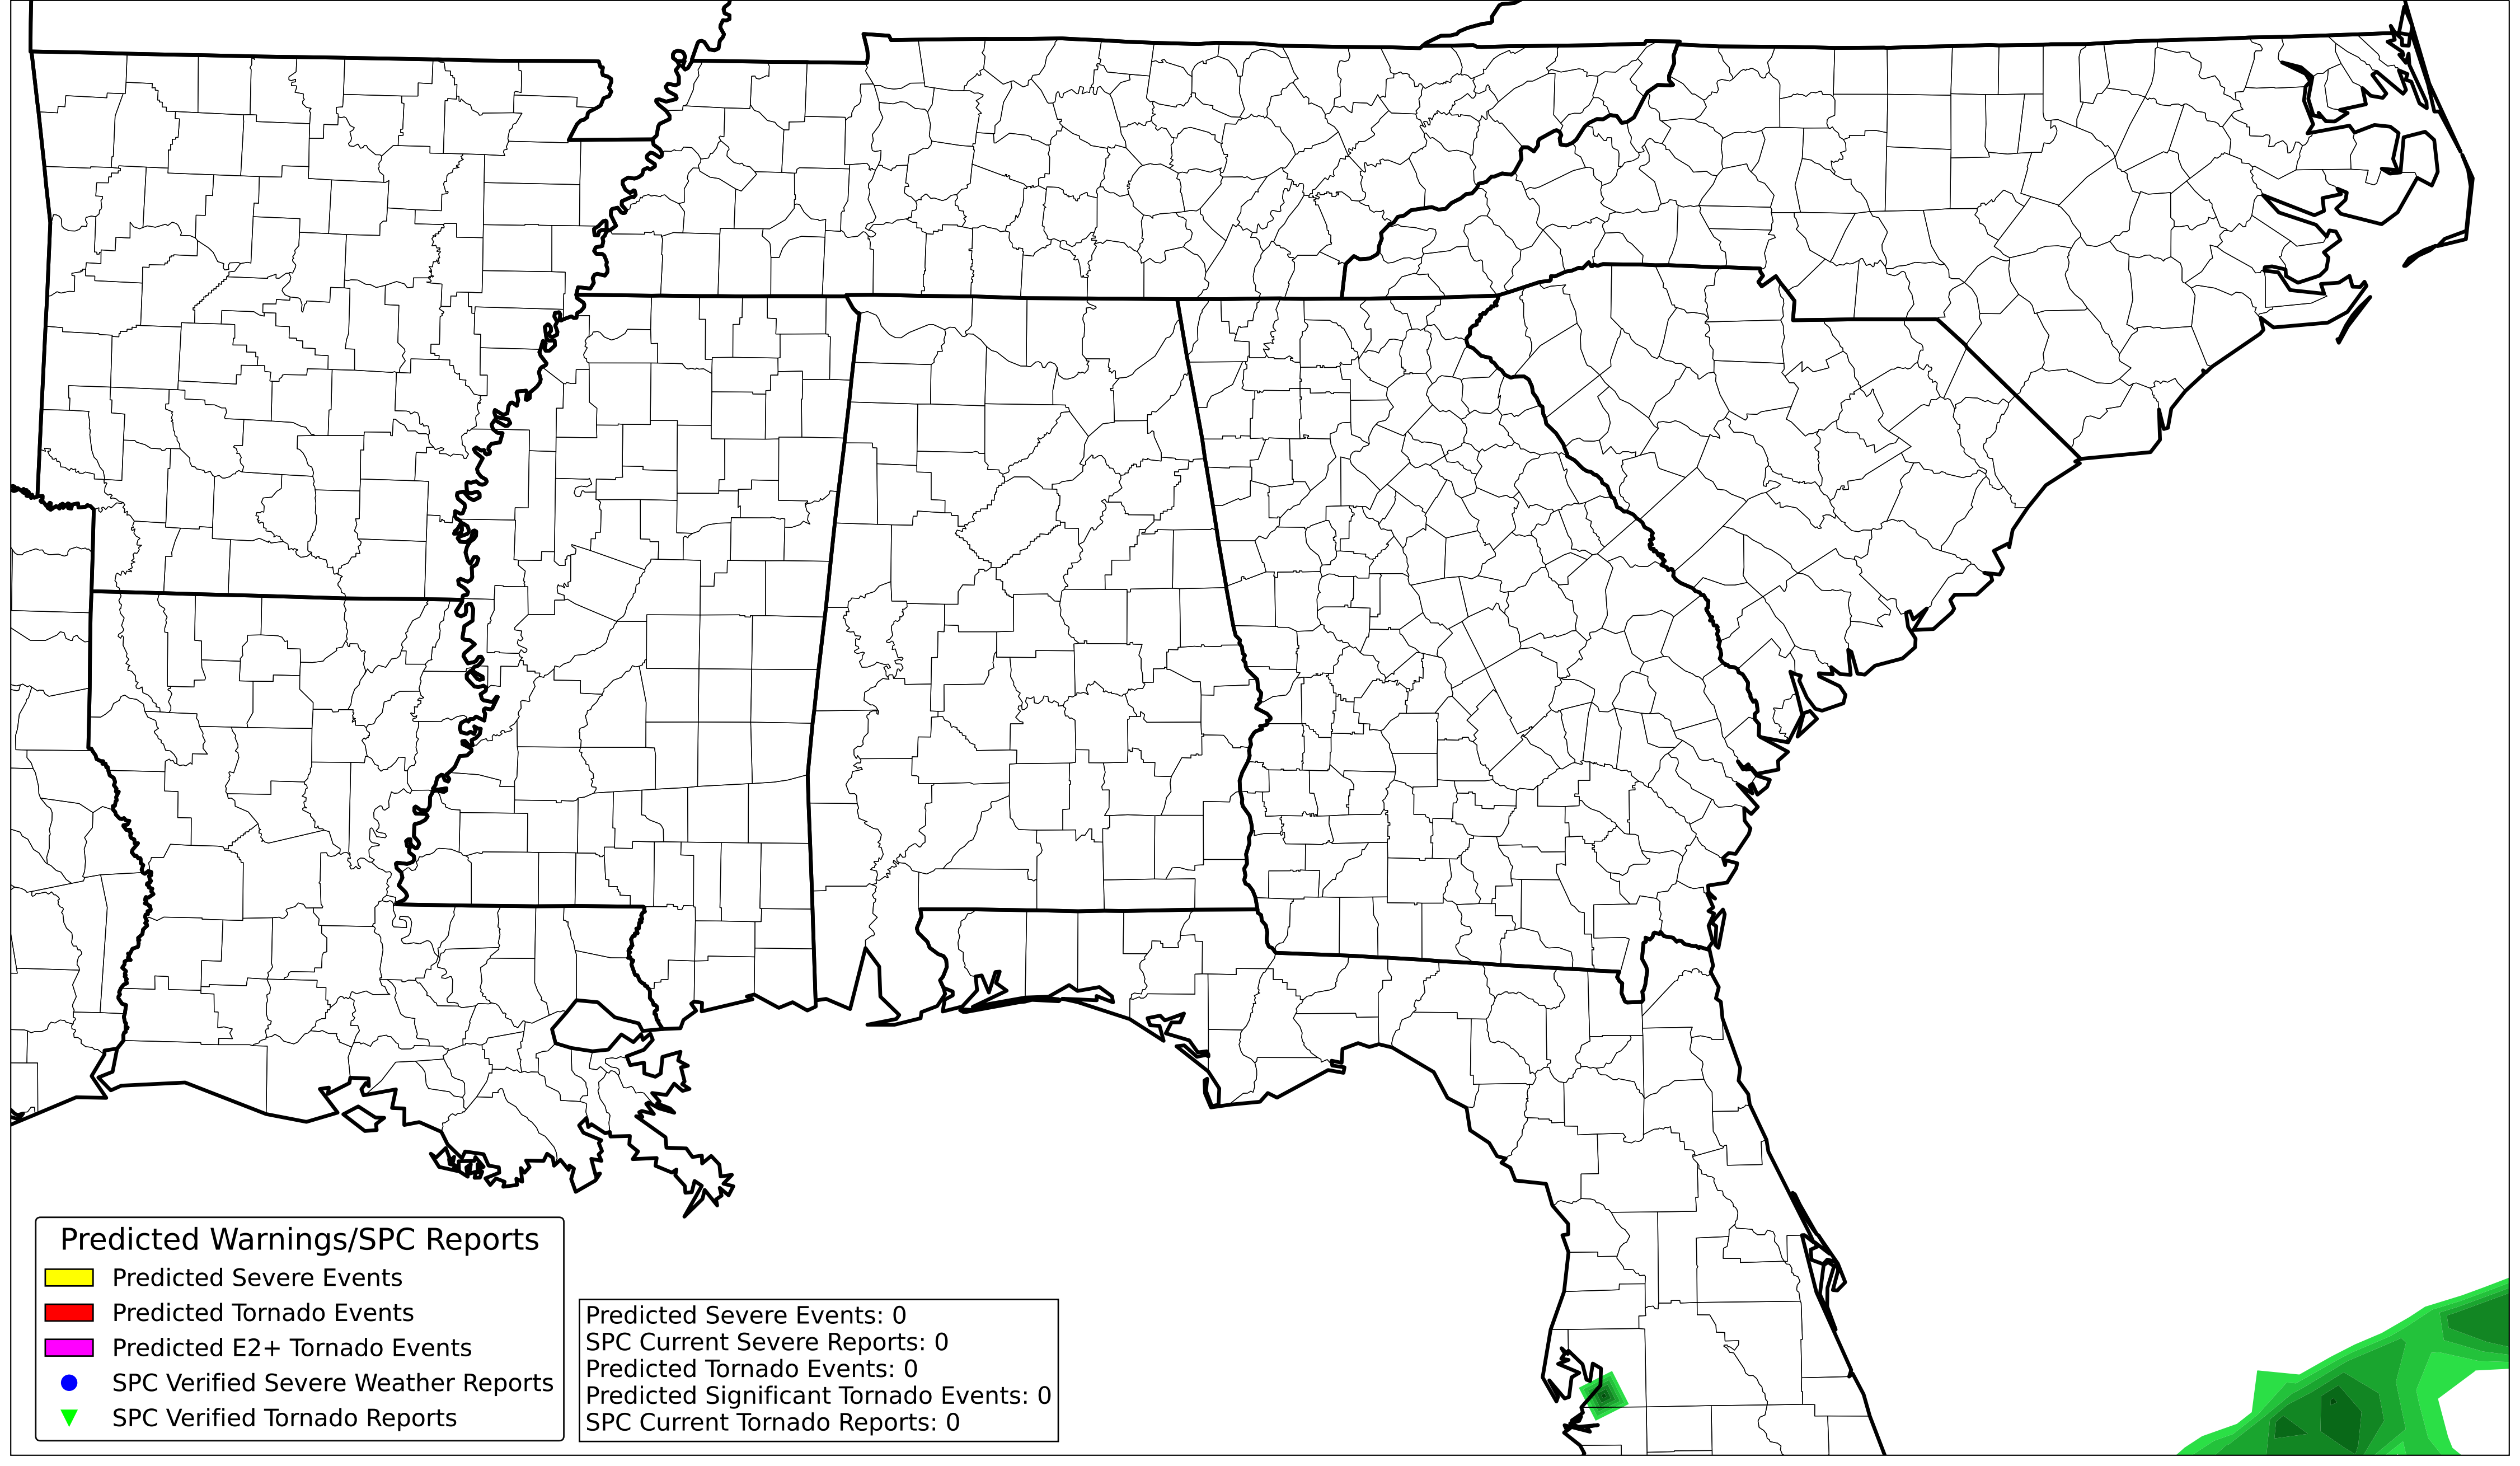 Predicted Warnings/SPC Reports
Predicted Severe Events
Predicted Tornado Events
Predicted E2+ Tornado Events
SPC Verified Severe Weather Reports
SPC Verified Tornado Reports
Predicted Severe Events: 0
SPC Current Severe Reports: 0
Predicted Tornado Events: 0
Predicted Significant Tornado Events: 0
SPC Current Tornado Reports: 0